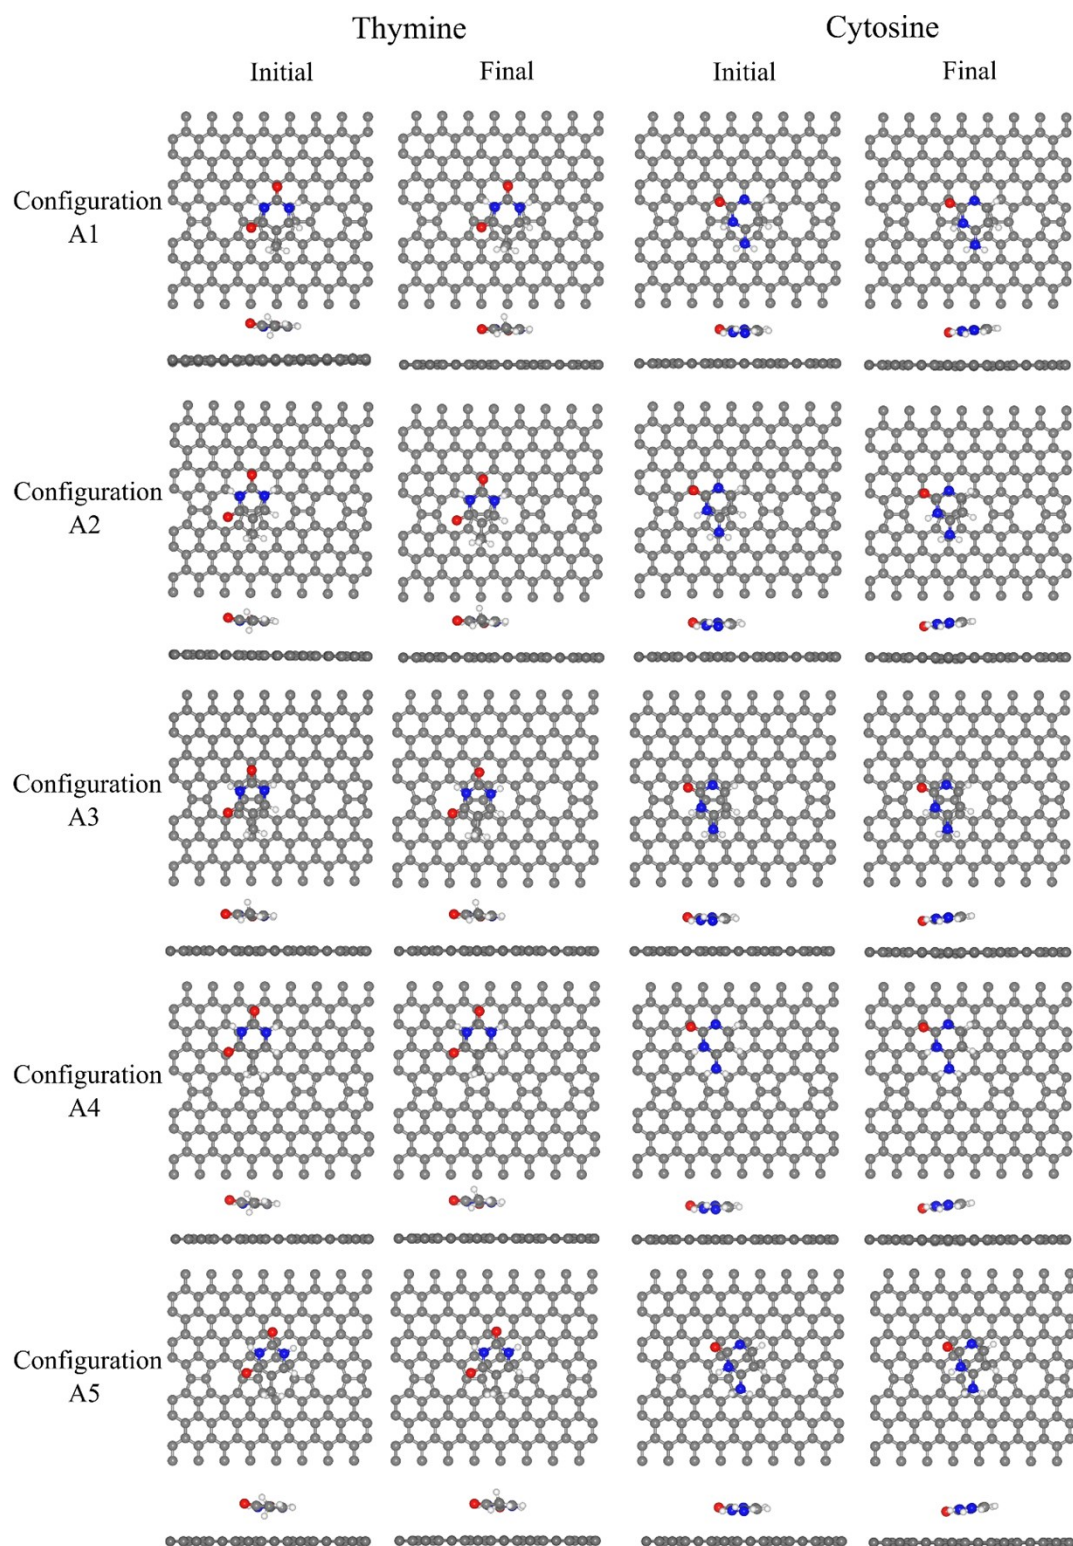 Thymine Cytosine
Initial Final Initial Final
Configuration
A1
Configuration
A2
Configuration
A3
Configuration
A4
Configuration
A5